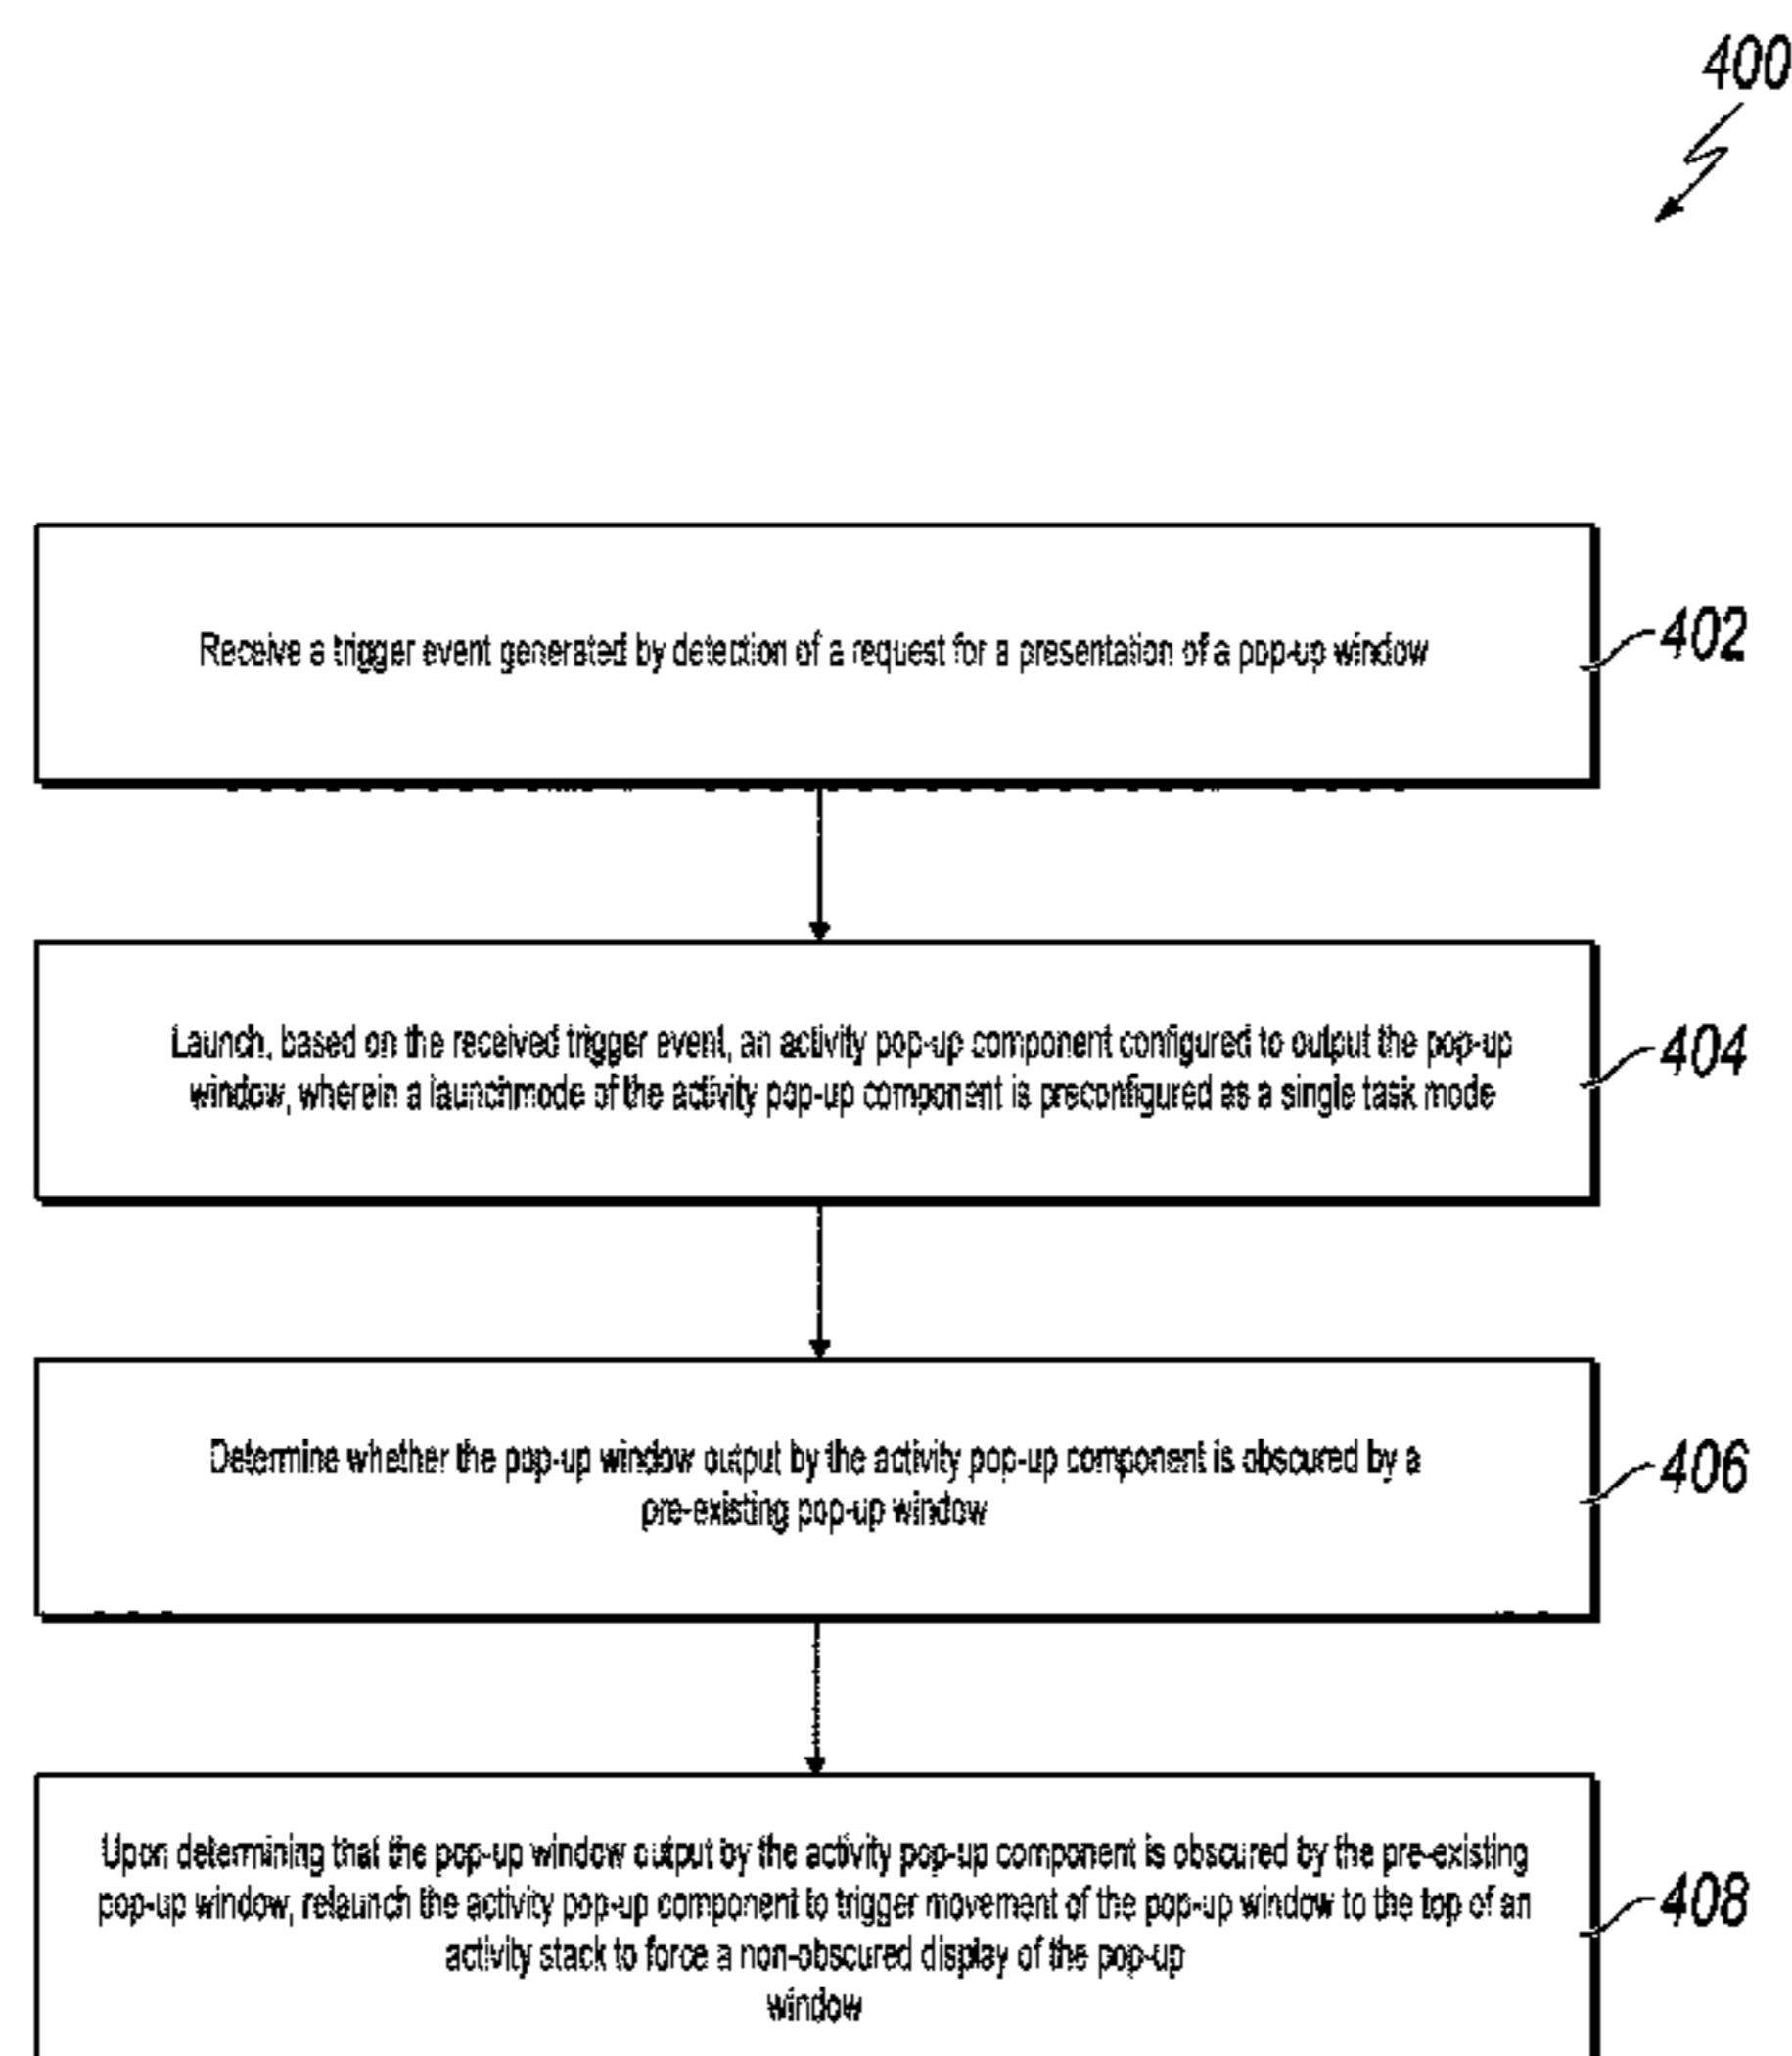 400
Receive a trigger event generated by detection of a request for a presentation of a pop-up window
402
Launch, based on the received trigger event, an activity pop-up component configured to output the pop-up
window, wherein a launchmode of the activity pop-up component is preconfigured as a single task mode
404
Determine whether the pop-up window output by the activity pop-up component is obscured by a
pre-existing pop-up window
406
Upon determining that the pop-up window output by the activity pop-up component is obscured by the pre-existing
pop-up window, relaunch the activity pop-up component to trigger movement of the pop-up window to the top of an
activity stack to force a non-obscured display of the pop-up
window
408